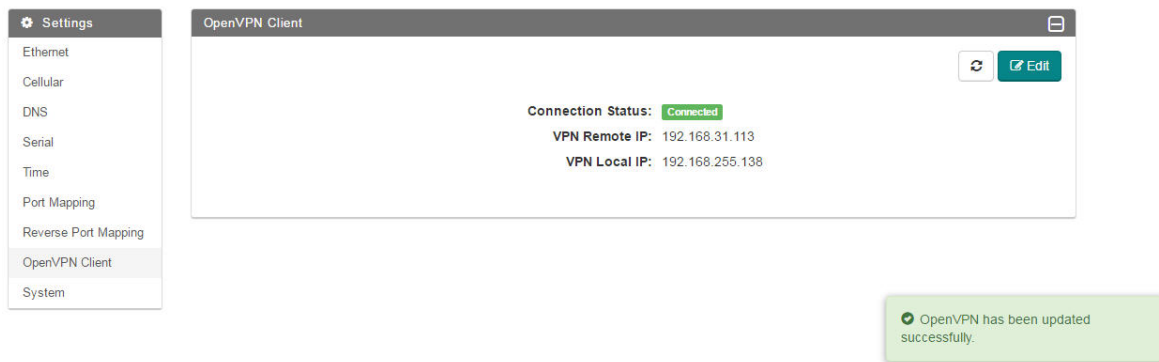 Settings
Ethernet
Cellular
DNS
Serial
Time
Port Mapping
Reverse Port Mapping
OpenVPN Client
System
OpenVPN Client
Edit
Connection Status: Connected
VPN Remote IP: 192.168.31.113
VPN Local IP: 192.168.255.138
OpenVPN has been updated
successfully.